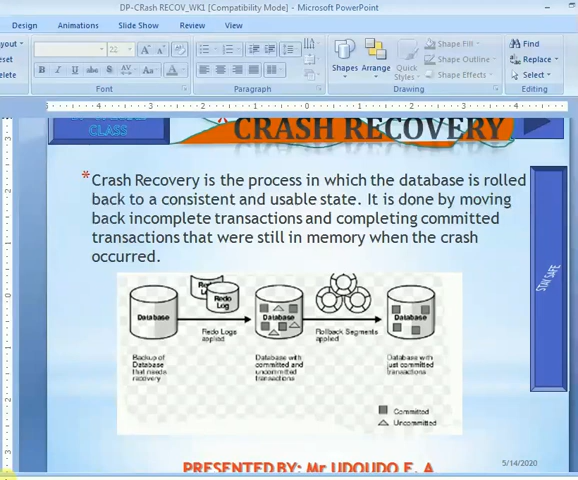 DP-CRash RECOV_WK1 [Compatibility Mode] - Microsoft PowerPoint
Design Animations Slide Show Review View
22
Shapes Arrange Quick Styles
Shape Fill
Shape Outline
Shape Effects
Find
Replace
Select
Font Paragraph Drawing Editing
CLASS
CRASH RECOVERY
* Crash Recovery is the process in which the database is rolled
back to a consistent and usable state. It is done by moving
back incomplete transactions and completing committed
transactions that were still in memory when the crash
occurred.
STAY SAFE
Redo
Log
Database
Redo Logs
applied
Database
Rollback Segments
applied
Database
Backup of
Database
that needs
recovery
Database with
committed and
uncommitted
transactions
Database with
just committed
transactions
Committed
Uncommitted
PRESENTED BY: Mr UDOUDO E. A
5/14/2020